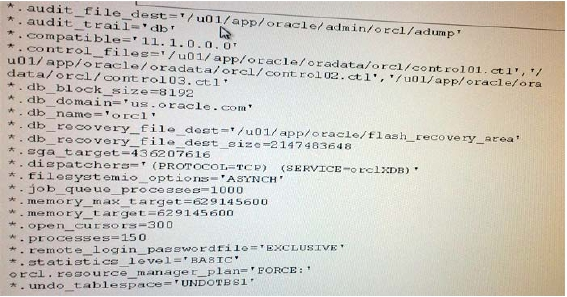 *.audit_file_dest='/u01/app/oracle/admin/orcl/adump'
*.audit_trail='db'
*.compatible='11.1.0.0.0'
*.control_files='/u01/app/oracle/oradata/orcl/control01.ctl','/
u01/app/oracle/oradata/orcl/control02.ctl','/u01/app/oracle/ora
data/orcl/control03.ctl'
*.db_block_size=8192
*.db_domain='us.oracle.com'
*.db_name='orcl'
*.db_recovery_file_dest='/u01/app/oracle/flash_recovery_area'
*.db_recovery_file_dest_size=2147483648
*.sga_target=436207616
*.dispatchers='(PROTOCOL=TCP) (SERVICE=orclXDB)'
*.filesystemio_options='ASYNCH'
*.job_queue_processes=1000
*.memory_max_target=629145600
*.memory_target=629145600
*.open_cursors=300
*.processes=150
*.remote_login_passwordfile='EXCLUSIVE'
*.statistics_level='BASIC'
orcl.resource_manager_plan='FORCE:'
*.undo_tablespace='UNDOTBS1'